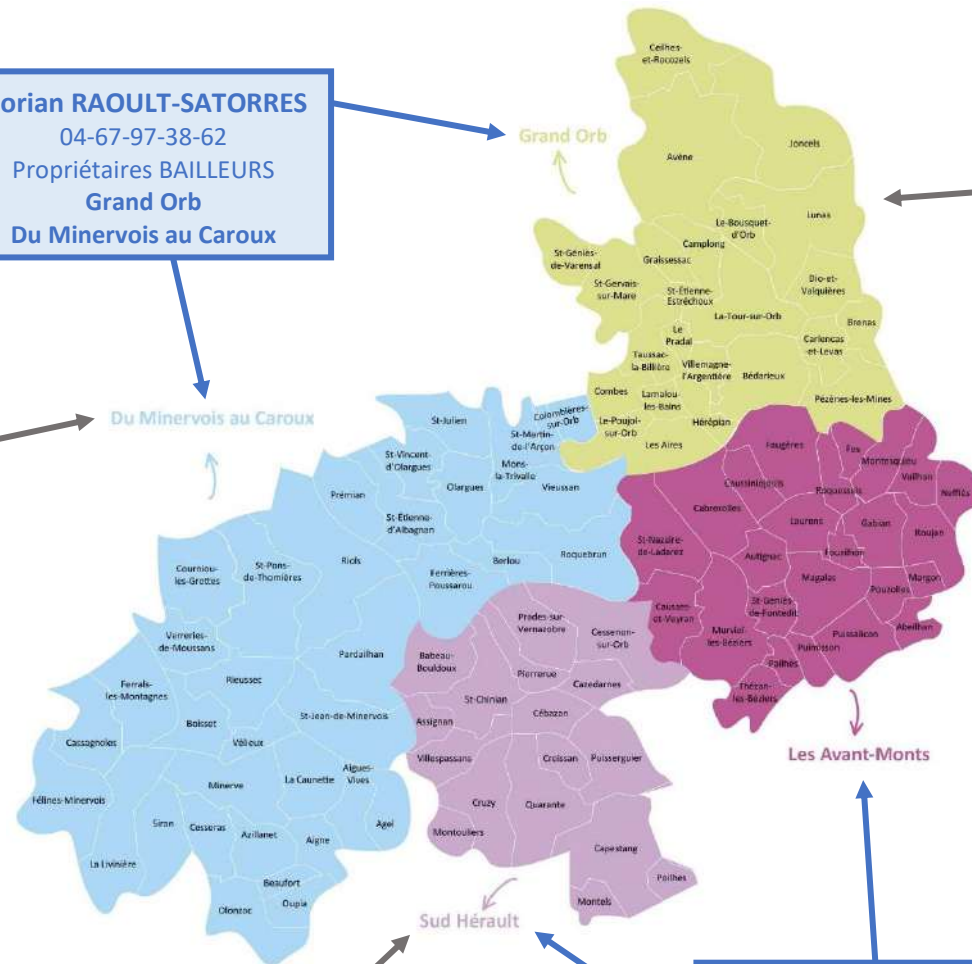 orian RAOULT-SATORRES
04-67-97-38-62
Propriétaires BAILLEURS
Grand Orb
Du Minervois au Caroux
Grand Orb
Ceilhes-
et-Rocozels
Avène
Joncels
Lunas
Le-Bousquet-
d'Orb
Camplong
Graissessac
St-Géniès-
de-Varensal
St-Gervais-
sur-Mare
St-Étienne-
Estréchoux
Dio-et-
Valquières
La-Tour-sur-Orb
Brenas
Le
Pradal
Carlencas
-et-Levas
Taussac-
la-Billière
Villemagne-
l'Argentière
Bédarieux
Combes
Lamalou-
les-Bains
Pézènes-les-Mines
Le-Poujol-
sur-Orb
Hérépian
Les Aires
Du Minervois au Caroux
St-Julien
Colombières-
sur-Orb
St-Martin-
de-l'Arçon
St-Vincent
d'Olargues
Mons-
la-Trivalle
Prémian
Olargues
Vieussan
St-Étienne-
d'Albagnan
Roquebrun
Berlou
Riols
Ferrières-
Poussarou
St-Pons-
de-Thomières
Courniou-
les-Grottes
Verreries-
de-Moussans
Pardailhan
Rieussec
Ferrals-
les-Montagnes
Boisset
St-Jean-de-Minervois
Vélieux
Cassagnoles
Aigues-
Vives
La Caunette
Minerve
Félines-Minervois
Siran
Cesseras
Azillanet
Aigne
Agel
La Livinière
Beaufort
Oupia
Olonzac
Faugères
Fos
Montesquieu
Vailhan
Neffiès
Caussiniojouls
Roquessels
Cabrerolles
Laurens
Gabian
Roujan
St-Nazaire-
de-Ladarez
Autignac
Fouzilhon
Magalas
Margon
Pouzolles
Causses-
et-Veyran
St-Geniès-
de-Fontedit
Abeilhan
Murviel-
les-Béziers
Puissalicon
Puimisson
Pailhès
Thézan-
les-Béziers
Les Avant-Monts
Prades-sur-
Vernazobre
Cessenon-
sur-Orb
Babeau-
Bouldoux
Pierrerue
Cazedarnes
St-Chinian
Assignan
Cébazan
Villespassans
Creissan
Puisserguier
Cruzy
Quarante
Montouliers
Capestang
Poilhes
Montels
Sud Hérault